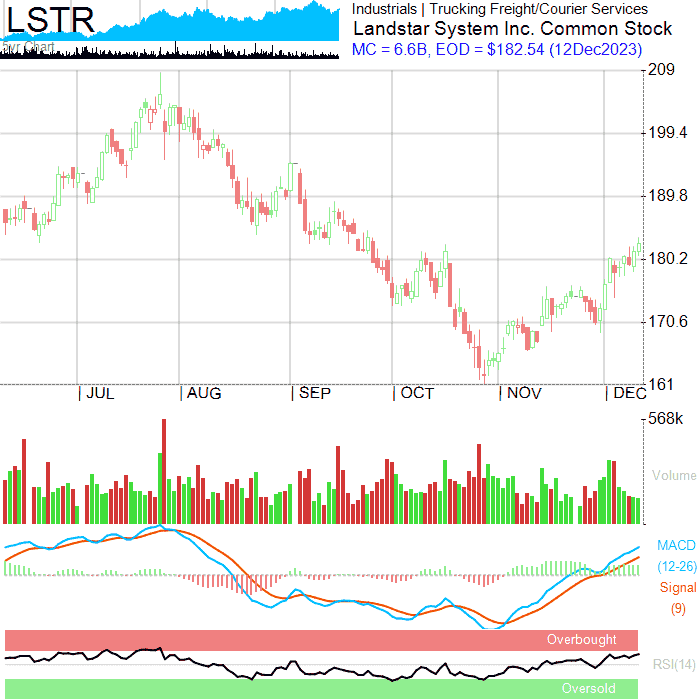 LSTR
5yr Chart
Industrials | Trucking Freight/Courier Services
Landstar System Inc. Common Stock
MC = 6.6B, EOD = $182.54 (12Dec2023)
209
199.4
189.8
180.2
170.6
161
JUL AUG SEP OCT NOV DEC
568k
Volume
MACD
(12-26)
Signal
(9)
Overbought
RSI(14)
Oversold